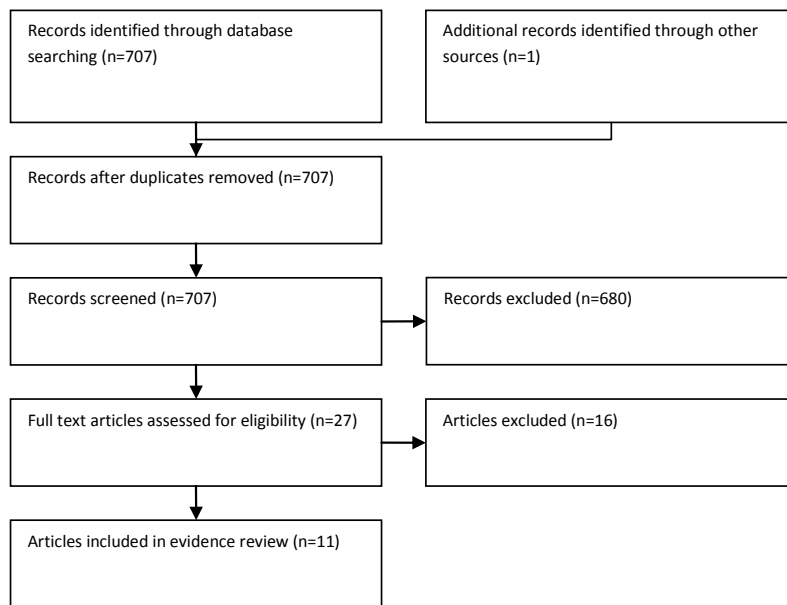 Records identified through database
searching (n=707)
Additional records identified through other
sources (n=1)
Records after duplicates removed (n=707)
Records screened (n=707)
Records excluded (n=680)
Full text articles assessed for eligibility (n=27)
Articles excluded (n=16)
Articles included in evidence review (n=11)